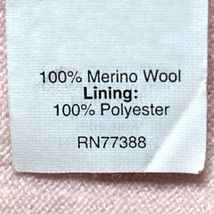 100% Merino Wool
Lining:
100% Polyester
RN77388